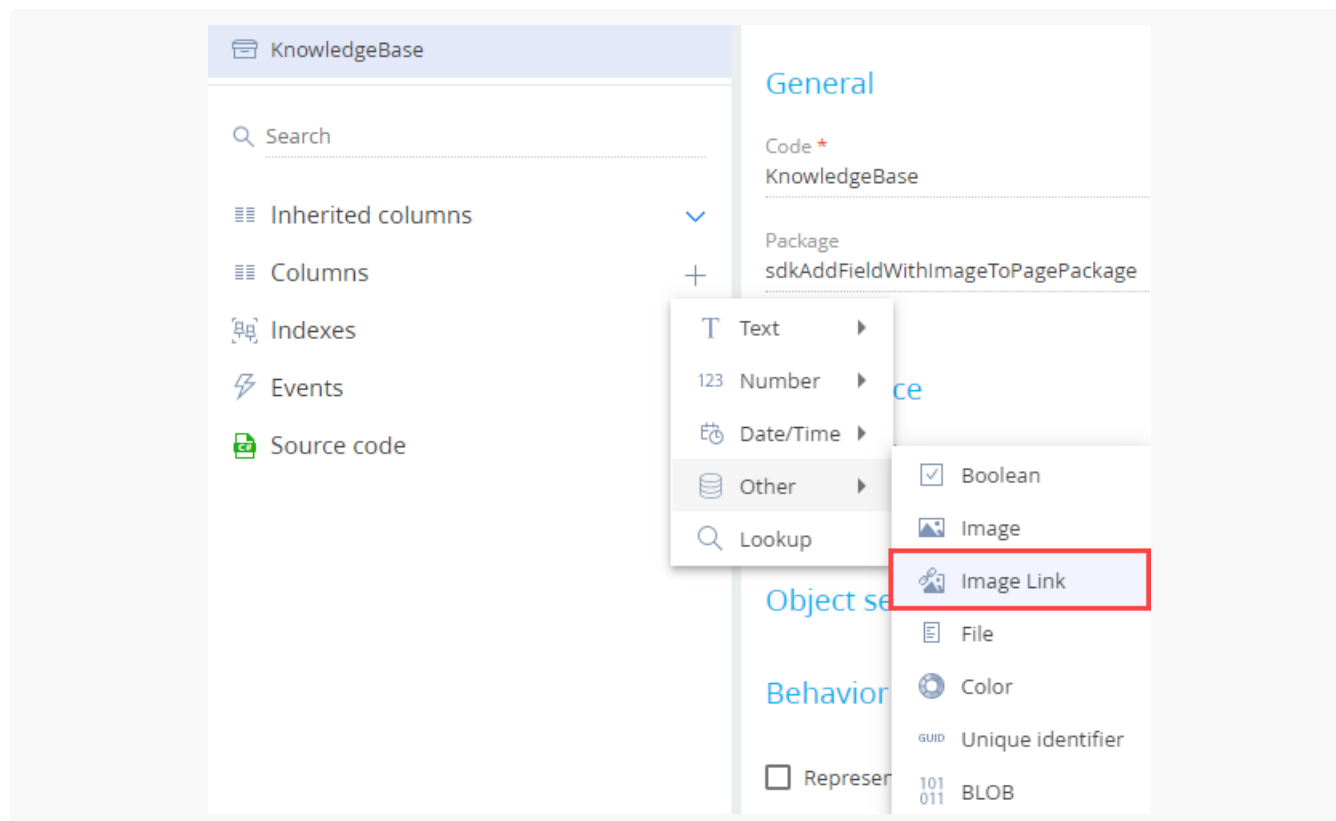 KnowledgeBase
Search
Inherited columns
Columns
Indexes
Events
C#
Source code
General
Code *
KnowledgeBase
Package
sdkAddFieldWithImageToPagePackage
T Text
123 Number
Date/Time
Other
Lookup
ce
Object se
Behavior
Represen
Boolean
Image
Image Link
File
Color
GUID Unique identifier
101
011 BLOB